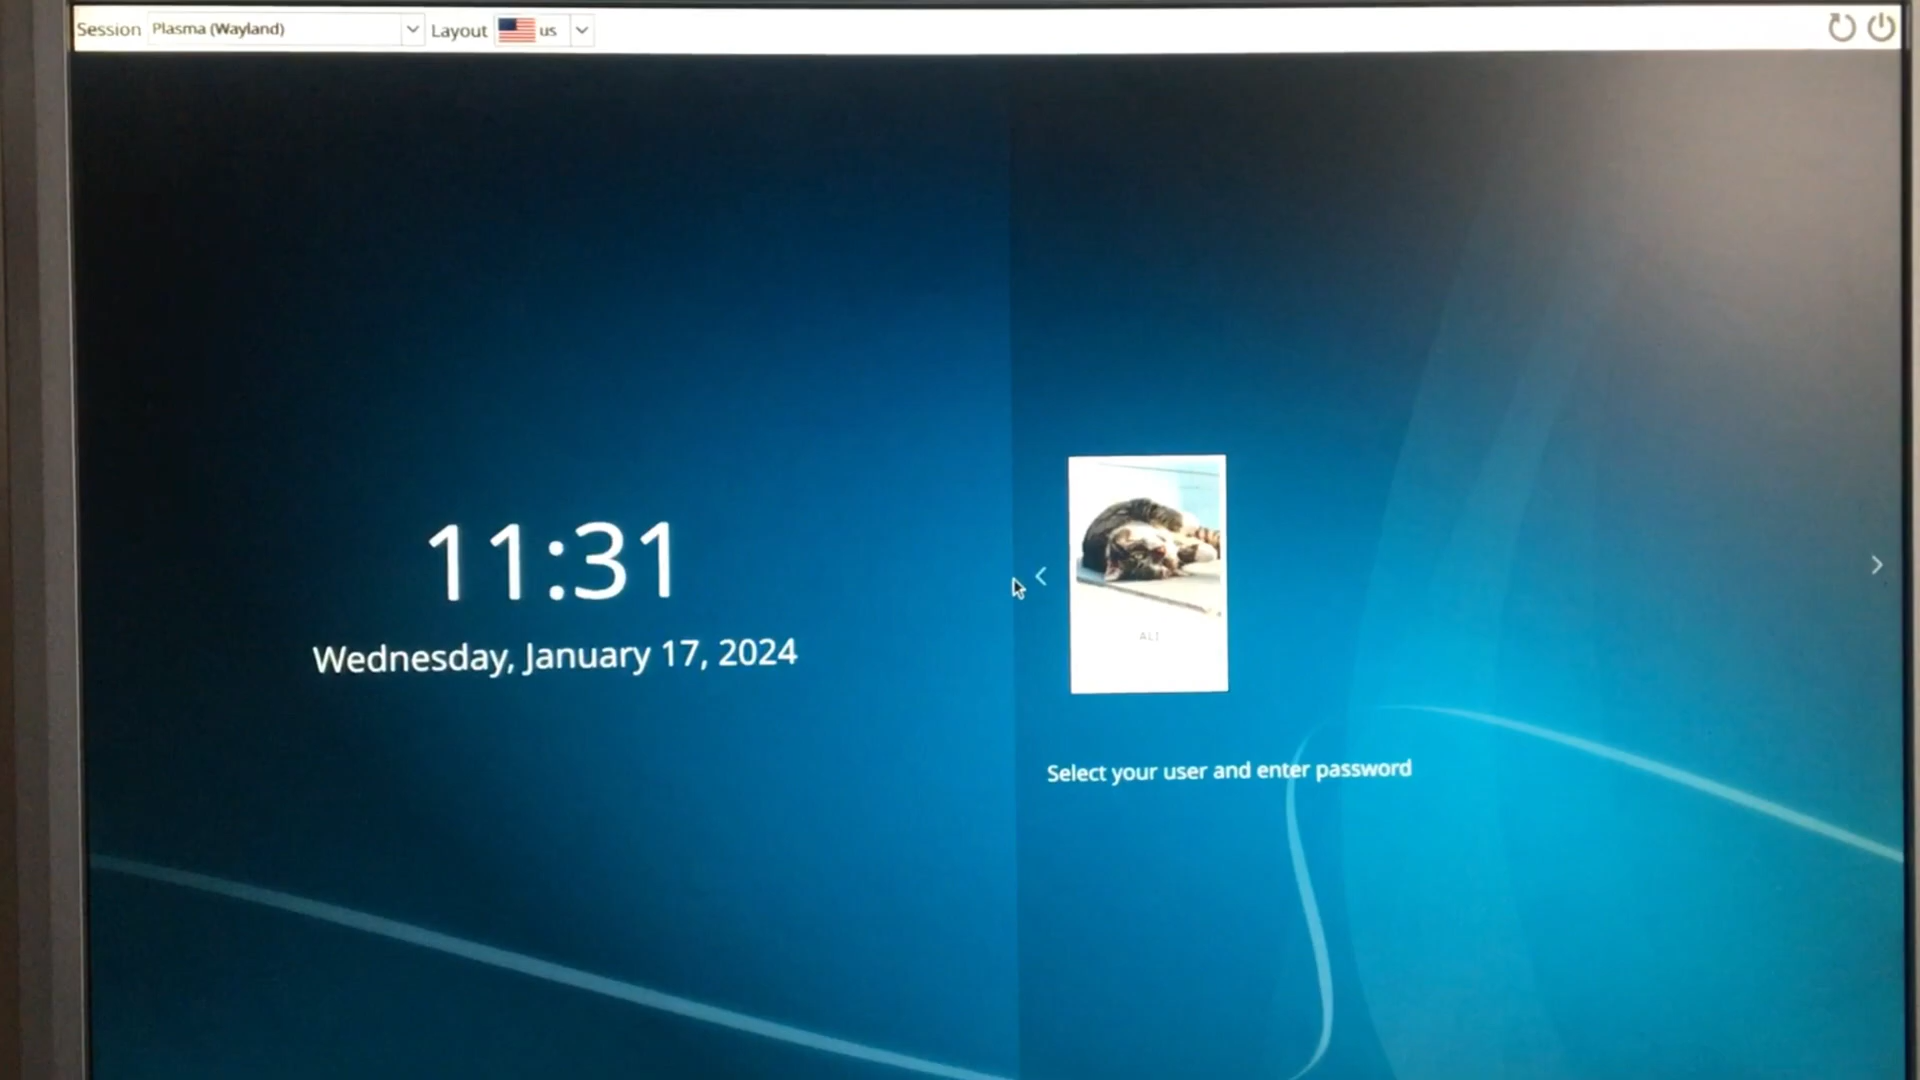 Session Plasma (Wayland) Layout us
11:31
Wednesday, January 17, 2024
ALI
Select your user and enter password